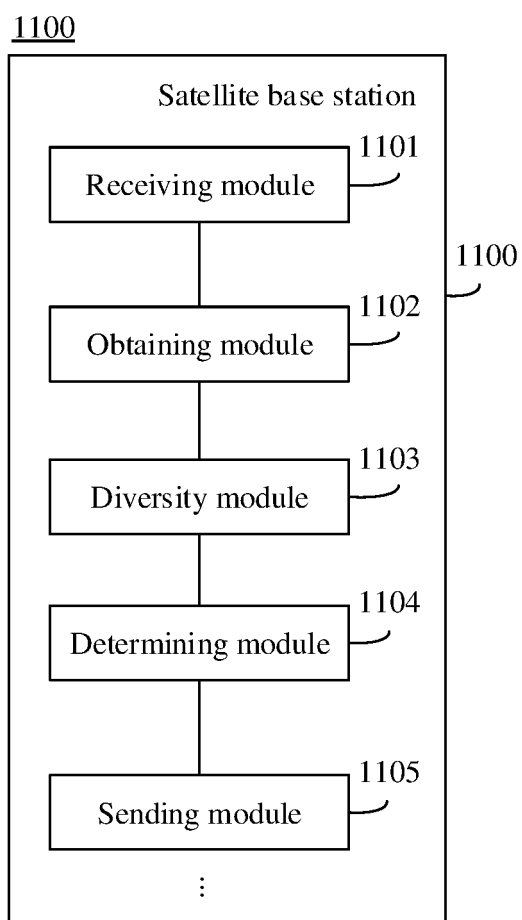 1100
Satellite base station
1101
Receiving module
1100
1102
Obtaining module
1103
Diversity module
1104
Determining module
1105
Sending module
⋮